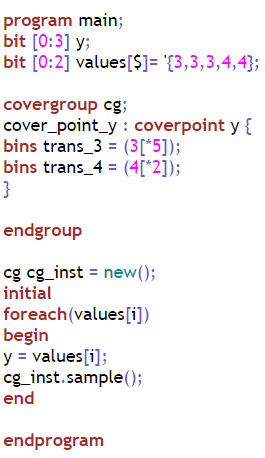 program main;
bit [0:3] y;
bit [0:2] values[$]= '{3,3,3,4,4};
covergroup cg;
cover_point_y : coverpoint y {
bins trans_3 = (3[*5]);
bins trans_4 = (4[*2]);
}
endgroup
cg cg_inst = new();
initial
foreach(values[i])
begin
y = values[i];
cg_inst.sample();
end
endprogram